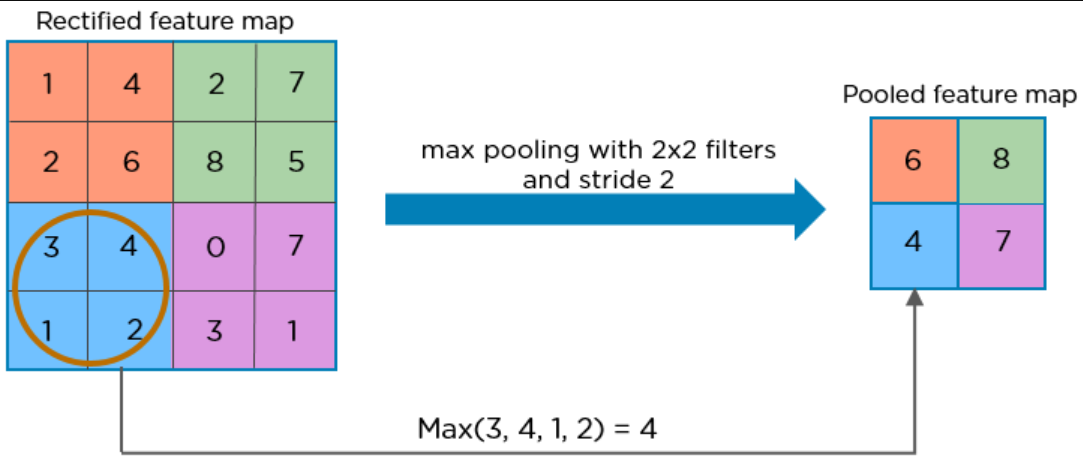 Rectified feature map
1 4 2 7
2 6 8 5
3 4 0 7
1 2 3 1
max pooling with 2x2 filters
and stride 2
Pooled feature map
6 8
4 7
Max(3, 4, 1, 2) = 4